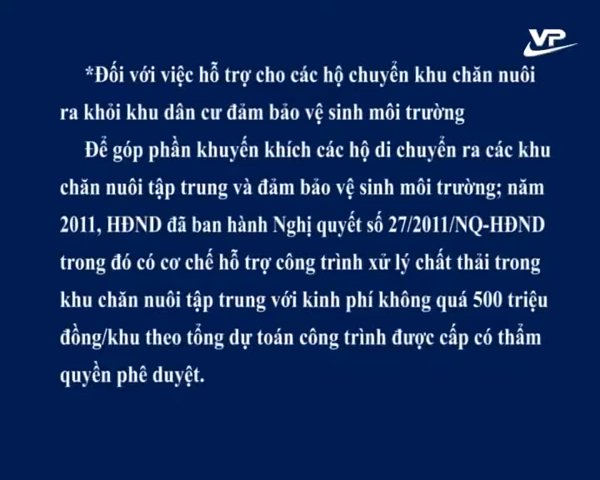 VP
*Đối với việc hỗ trợ cho các hộ chuyển khu chăn nuôi
ra khỏi khu dân cư đảm bảo vệ sinh môi trường
Để góp phần khuyến khích các hộ di chuyển ra các khu
chăn nuôi tập trung và đảm bảo vệ sinh môi trường; năm
2011, HĐND đã ban hành Nghị quyết số 27/2011/NQ-HĐND
trong đó có cơ chế hỗ trợ công trình xử lý chất thải trong
khu chăn nuôi tập trung với kinh phí không quá 500 triệu
đồng/khu theo tổng dự toán công trình được cấp có thẩm
quyền phê duyệt.